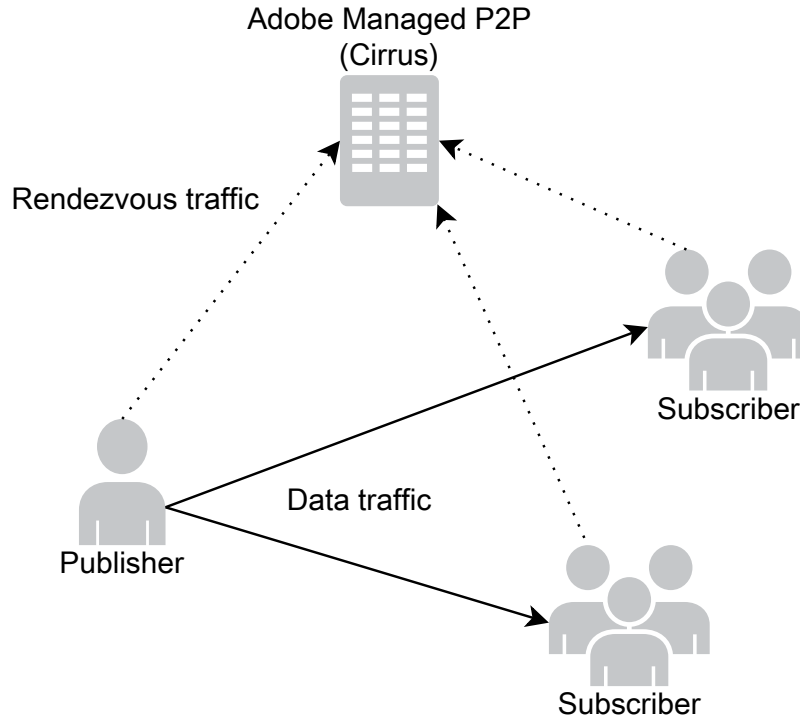 Adobe Managed P2P
(Cirrus)
Rendezvous traffic
Subscriber
Data traffic
Publisher
Subscriber